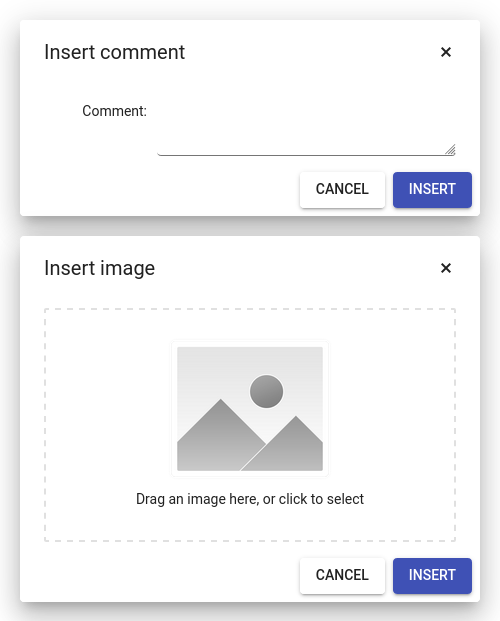 Insert comment
×
Comment:
CANCEL INSERT
Insert image
×
Drag an image here, or click to select
CANCEL INSERT